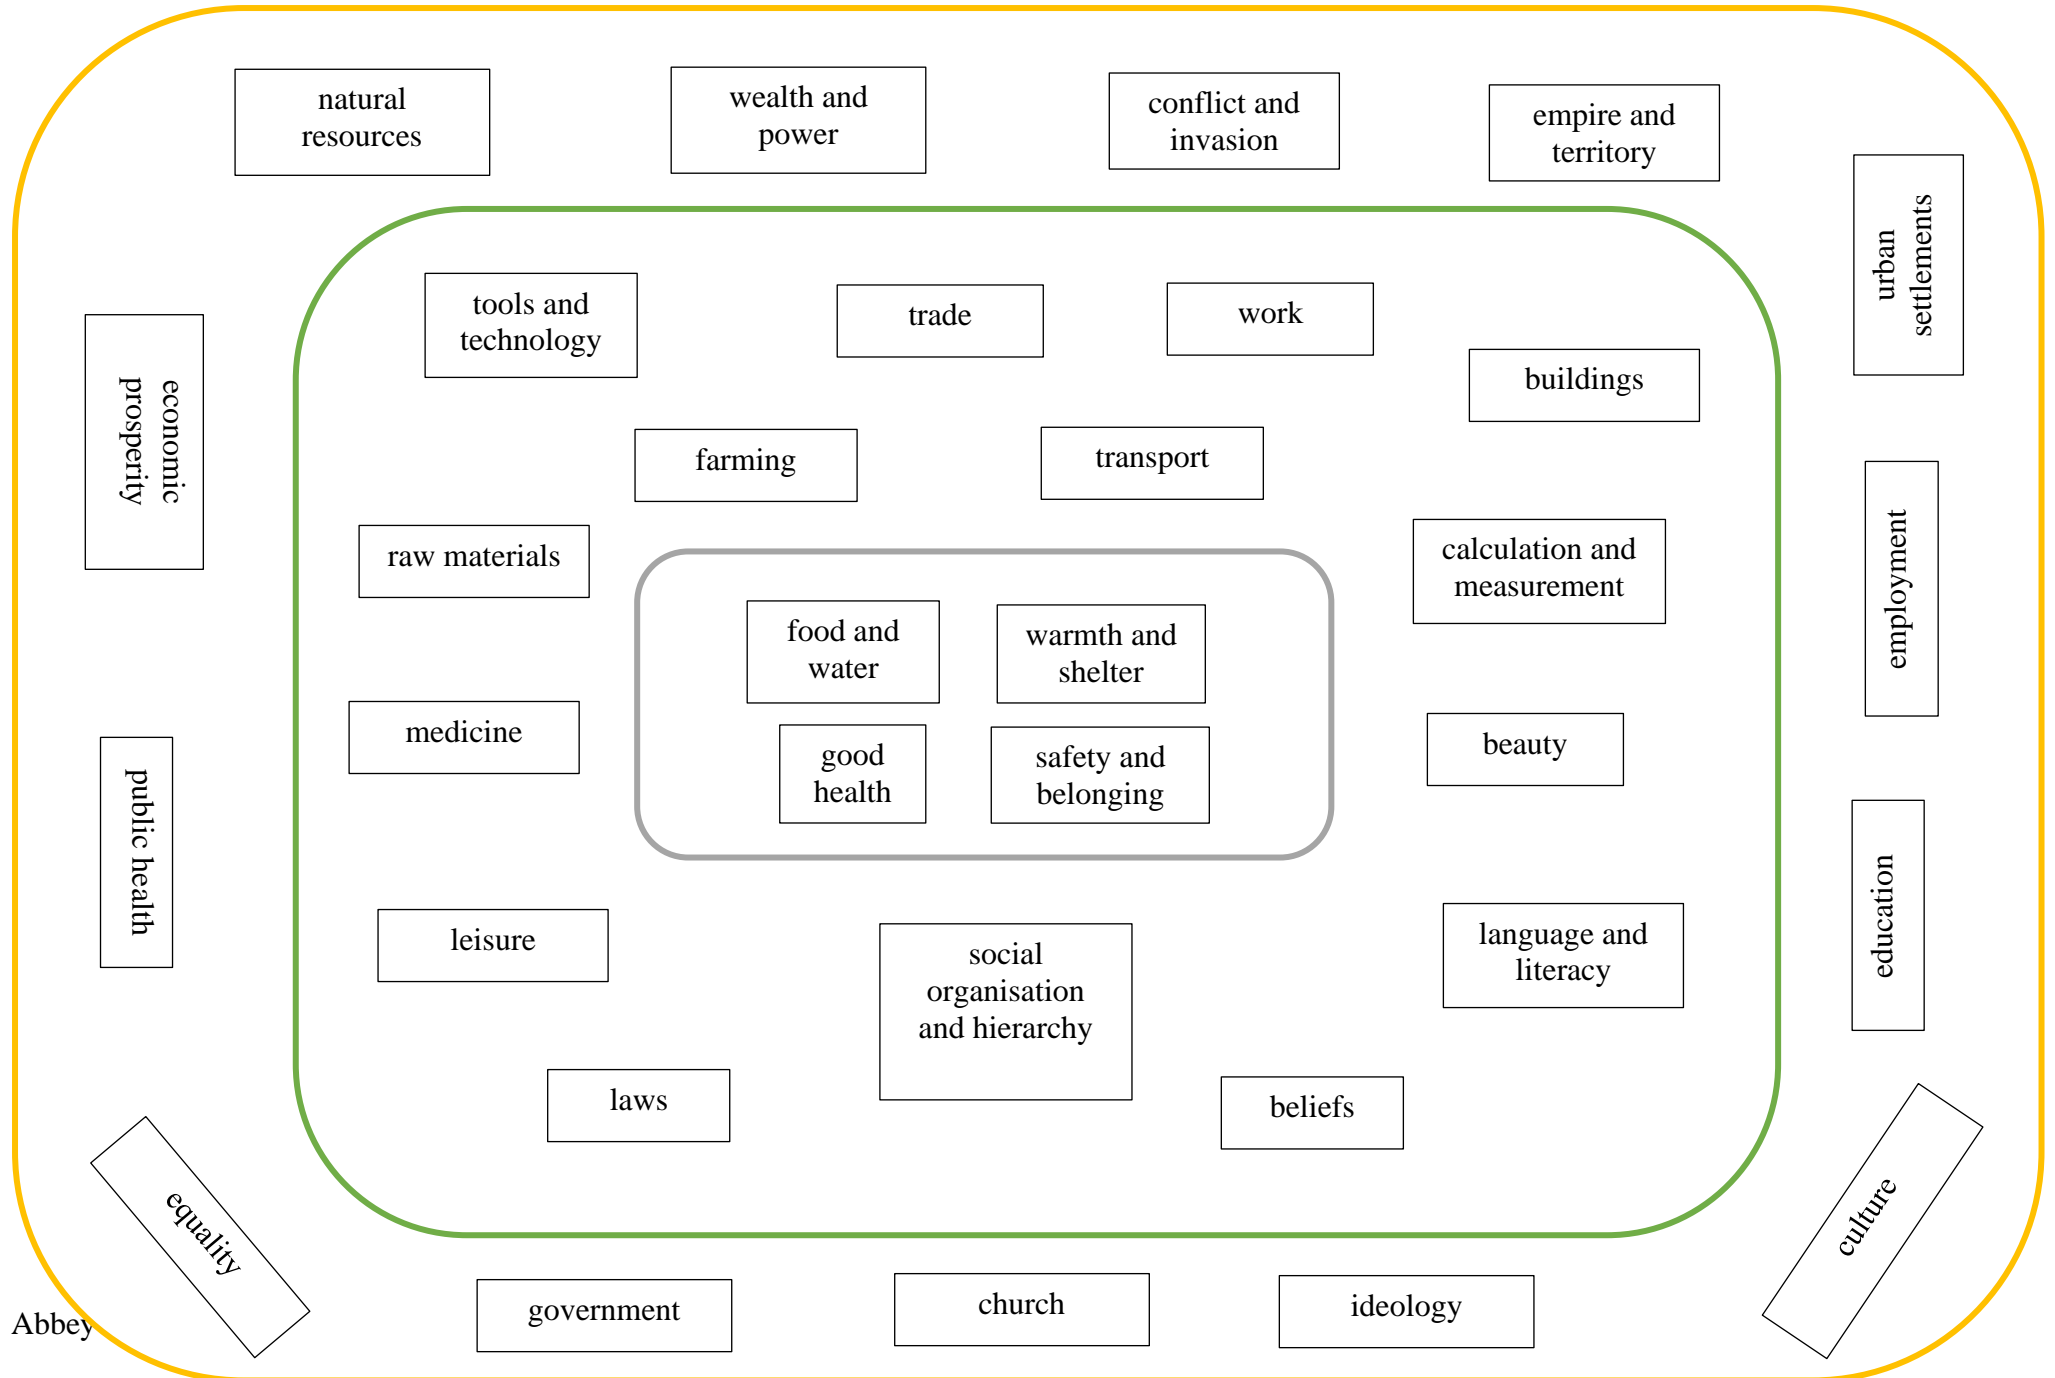 natural
resources
wealth and
power
conflict and
invasion
empire and
territory
urban
settlements
tools and
technology
trade
work
buildings
economic
prosperity
farming
transport
raw materials
calculation and
measurement
employment
food and
water
warmth and
shelter
medicine
beauty
good
health
safety and
belonging
public health
leisure
social
organisation
and hierarchy
language and
literacy
education
laws
beliefs
equality
culture
government
church
ideology
Abbey